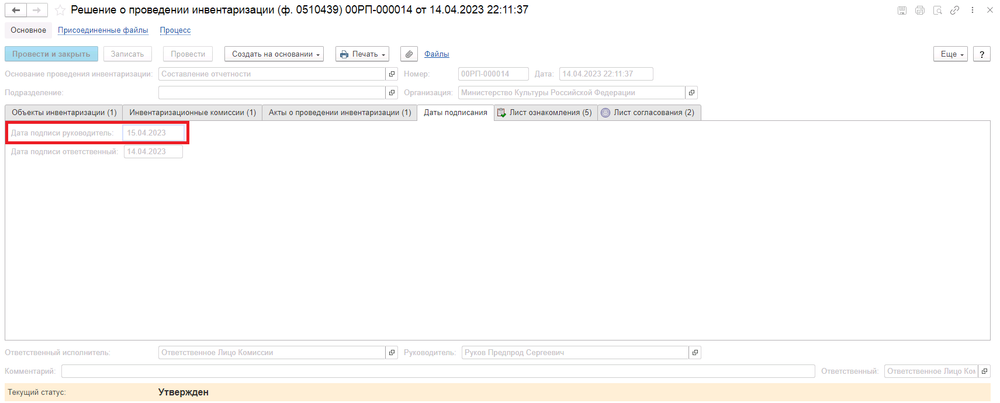 Решение о проведении инвентаризации (ф. 0510439) 00РП-000014 от 14.04.2023 22:11:37
Основное Присоединенные файлы Процесс
Провести и закрыть Записать Провести Создать на основании Печать Файлы Еще ?
Основание проведения инвентаризации: Составление отчетности Номер: 00РП-000014 Дата: 14.04.2023 22:11:37
Подразделение: Организация: Министерство Культуры Российской Федерации
Объекты инвентаризации (1) Инвентаризационные комиссии (1) Акты о проведении инвентаризации (1) Даты подписания Лист ознакомления (5) Лист согласования (2)
Дата подписи руководитель: 15.04.2023
Дата подписи ответственный: 14.04.2023
Ответственный исполнитель: Ответственное Лицо Комиссии Руководитель: Руков Предпрод Сергеевич
Комментарий: Ответственный: Ответственное Лицо Ком
Текущий статус: Утвержден